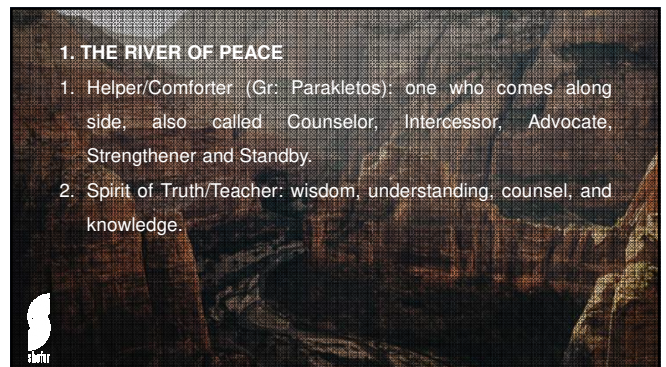 1. THE RIVER OF PEACE
1. Helper/Comforter (Gr: Parakletos): one who comes along
side, also called Counselor, Intercessor, Advocate,
Strengthener and Standby.
2. Spirit of Truth/Teacher: wisdom, understanding, counsel, and
knowledge.
shofar